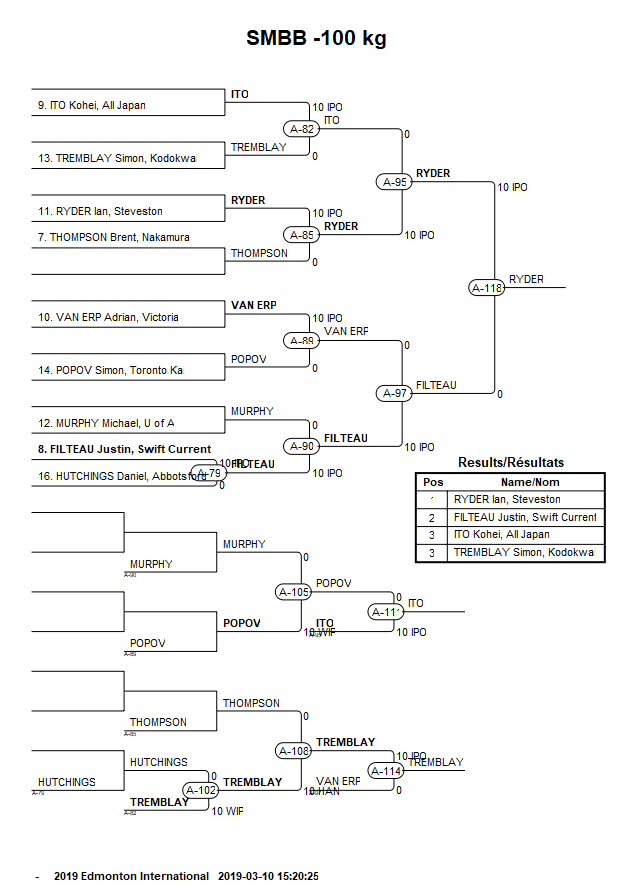 SMBB -100 kg
ITO
9. ITO Kohei, All Japan
10 IPO
A-82
ITO
0
TREMBLAY
13. TREMBLAY Simon, Kodokwai
0
RYDER
A-95
10 IPO
RYDER
11. RYDER Ian, Steveston
10 IPO
A-85
RYDER
10 IPO
7. THOMPSON Brent, Nakamura
THOMPSON
0
RYDER
A-118
VAN ERP
10. VAN ERP Adrian, Victoria
10 IPO
A-89
VAN ERP
0
POPOV
14. POPOV Simon, Toronto Kai
0
FILTEAU
A-97
0
MURPHY
12. MURPHY Michael, U of A
0
A-90
FILTEAU
10 IPO
8. FILTEAU Justin, Swift Current
10 IPO
FILTEAU
A-79
10 IPO
16. HUTCHINGS Daniel, Abbotsford
0
Results/Résultats
Pos Name/Nom
1 RYDER Ian, Steveston
2 FILTEAU Justin, Swift Current
3 ITO Kohei, All Japan
3 TREMBLAY Simon, Kodokwai
MURPHY
0
MURPHY
A-90
A-105
POPOV
0
ITO
A-111
POPOV
ITO
10 WIF
10 IPO
POPOV
A-89
THOMPSON
0
THOMPSON
A-85
A-108
TREMBLAY
10 IPO
HUTCHINGS
0
TREMBLAY
A-114
HUTCHINGS
A-79
A-102
TREMBLAY
VAN ERP
10 HAN
0
TREMBLAY
A-82
10 WIF
- 2019 Edmonton International 2019-03-10 15:20:25